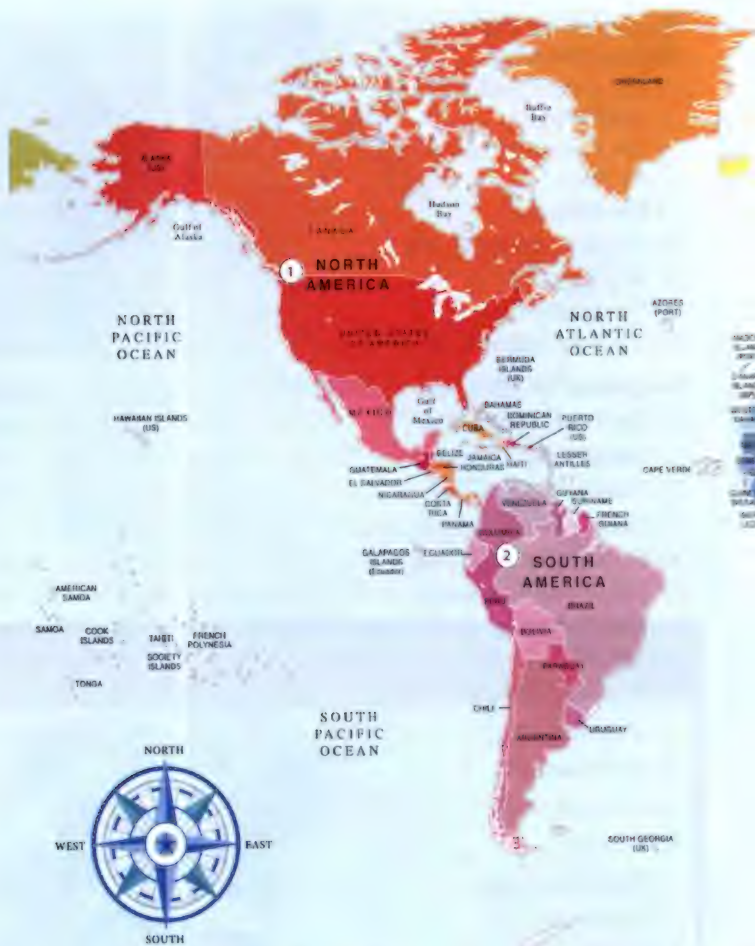 GREENLAND
Baffin
Bay
ALASKA
(US)
Hudson
Bay
Gulf of
Alaska
CANADA
1
NORTH
AMERICA
NORTH
PACIFIC
OCEAN
UNITED STATES
OF AMERICA
NORTH
ATLANTIC
OCEAN
AZORES
(PORT)
BERMUDA
ISLANDS
(UK)
HAWAIIAN ISLANDS
(US)
MEXICO
Gulf
of
Mexico
BAHAMAS
CUBA
DOMINICAN
REPUBLIC
PUERTO
RICO
(US)
BELIZE
JAMAICA
HAITI
LESSER
ANTILLES
GUATEMALA
HONDURAS
EL SALVADOR
NICARAGUA
COSTA
RICA
PANAMA
CAPE VERDI
VENEZUELA
GUYANA
SURINAME
FRENCH
GUIANA
COLUMBIA
GALAPAGOS
ISLANDS
(Ecuador)
ECUADOR
2
SOUTH
AMERICA
PERU
BRAZIL
BOLIVIA
PARAGUAY
CHILE
ARGENTINA
URUGUAY
AMERICAN
SAMOA
SAMOA
COOK
ISLANDS
TAHITI
FRENCH
POLYNESIA
SOCIETY
ISLANDS
TONGA
SOUTH
PACIFIC
OCEAN
NORTH
WEST
EAST
SOUTH
SOUTH GEORGIA
(UK)